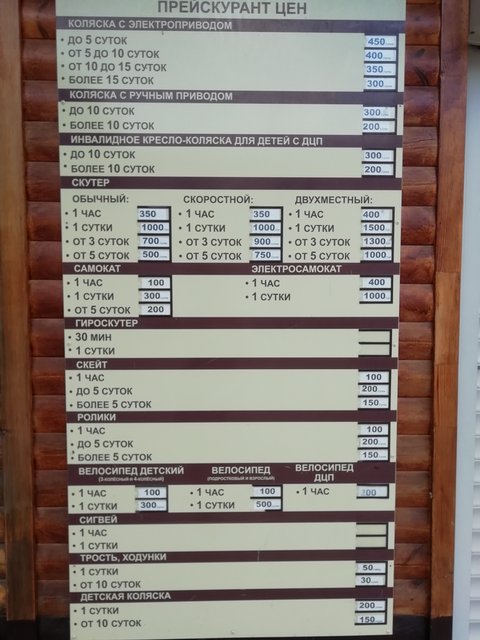 ПРЕЙСКУРАНТ ЦЕН
КОЛЯСКА С ЭЛЕКТРОПРИВОДОМ
• ДО 5 СУТОК 450
• ОТ 5 ДО 10 СУТОК 400
• ОТ 10 ДО 15 СУТОК 350
• БОЛЕЕ 15 СУТОК 300
КОЛЯСКА С РУЧНЫМ ПРИВОДОМ
• ДО 10 СУТОК 300
• БОЛЕЕ 10 СУТОК 200
ИНВАЛИДНОЕ КРЕСЛО-КОЛЯСКА ДЛЯ ДЕТЕЙ С ДЦП
• ДО 10 СУТОК 300
• БОЛЕЕ 10 СУТОК 200
СКУТЕР
ОБЫЧНЫЙ: СКОРОСТНОЙ: ДВУХМЕСТНЫЙ:
• 1 ЧАС 350 • 1 ЧАС 350 • 1 ЧАС 400
• 1 СУТКИ 1000 • 1 СУТКИ 1000 • 1 СУТКИ 1500
• ОТ 3 СУТОК 700 • ОТ 3 СУТОК 900 • ОТ 3 СУТОК 1300
• ОТ 5 СУТОК 500 • ОТ 5 СУТОК 750 • ОТ 5 СУТОК 1000
САМОКАТ ЭЛЕКТРОСАМОКАТ
• 1 ЧАС 100 • 1 ЧАС 400
• 1 СУТКИ 300 • 1 СУТКИ 1000
• ОТ 5 СУТОК 200
ГИРОСКУТЕР
• 30 МИН
• 1 СУТКИ
СКЕЙТ
• 1 ЧАС 100
• ДО 5 СУТОК 200
• БОЛЕЕ 5 СУТОК 150
РОЛИКИ
• 1 ЧАС 100
• ДО 5 СУТОК 200
• БОЛЕЕ 5 СУТОК 150
ВЕЛОСИПЕД ДЕТСКИЙ ВЕЛОСИПЕД ВЕЛОСИПЕД ДЦП
(3-колёсный и 4-колёсный) (ПОДРОСТКОВЫЙ И ВЗРОСЛЫЙ)
• 1 ЧАС 100 • 1 ЧАС 100 • 1 ЧАС
• 1 СУТКИ 300 • 1 СУТКИ 500
СИГВЕЙ
• 1 ЧАС
• 1 СУТКИ
ТРОСТЬ, ХОДУНКИ
• 1 СУТКИ 50
• ОТ 10 СУТОК 30
ДЕТСКАЯ КОЛЯСКА
• 1 СУТКИ 200
• ОТ 10 СУТОК 150